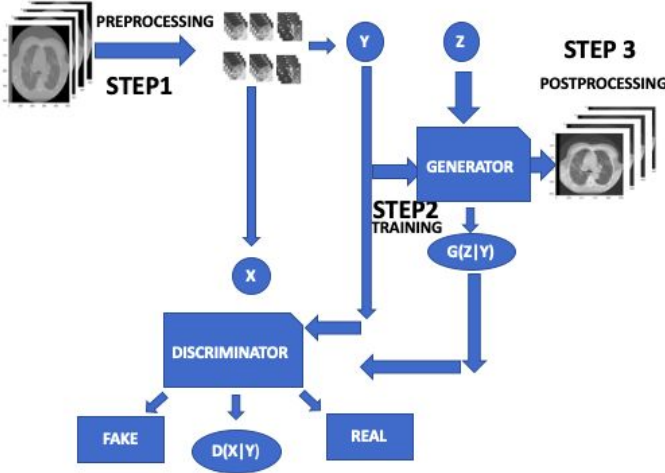 PREPROCESSING
STEP1
Y
Z
STEP 3
POSTPROCESSING
GENERATOR
STEP2
TRAINING
G(Z|Y)
X
DISCRIMINATOR
FAKE
D(X|Y)
REAL